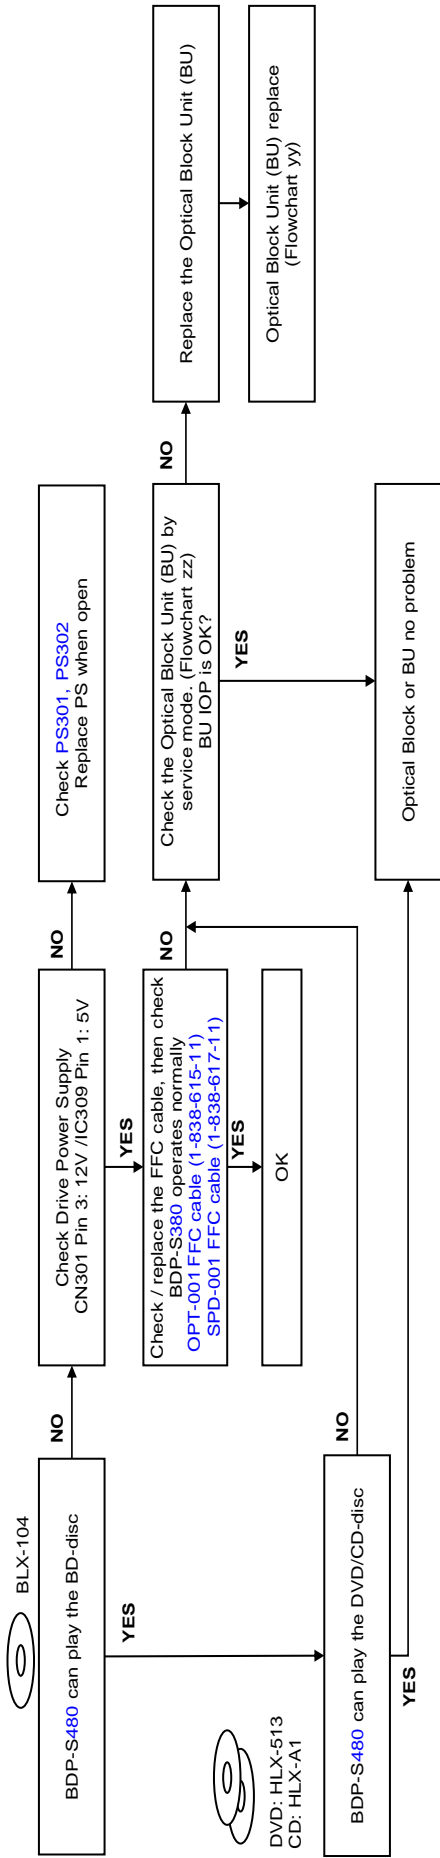 BLX-104
BDP-S480 can play the BD-disc
NO
YES
Check Drive Power Supply
CN301 Pin 3: 12V /IC309 Pin 1: 5V
NO
YES
Check PS301, PS302
Replace PS when open
Check / replace the FFC cable, then check
BDP-S380 operates normally
OPT-001 FFC cable (1-838-615-11)
SPD-001 FFC cable (1-838-617-11)
NO
YES
OK
Check the Optical Block Unit (BU) by
service mode. (Flowchart zz)
BU IOP is OK?
NO
YES
Replace the Optical Block Unit (BU)
Optical Block Unit (BU) replace
(Flowchart yy)
DVD: HLX-513
CD: HLX-A1
BDP-S480 can play the DVD/CD-disc
NO
YES
Optical Block or BU no problem